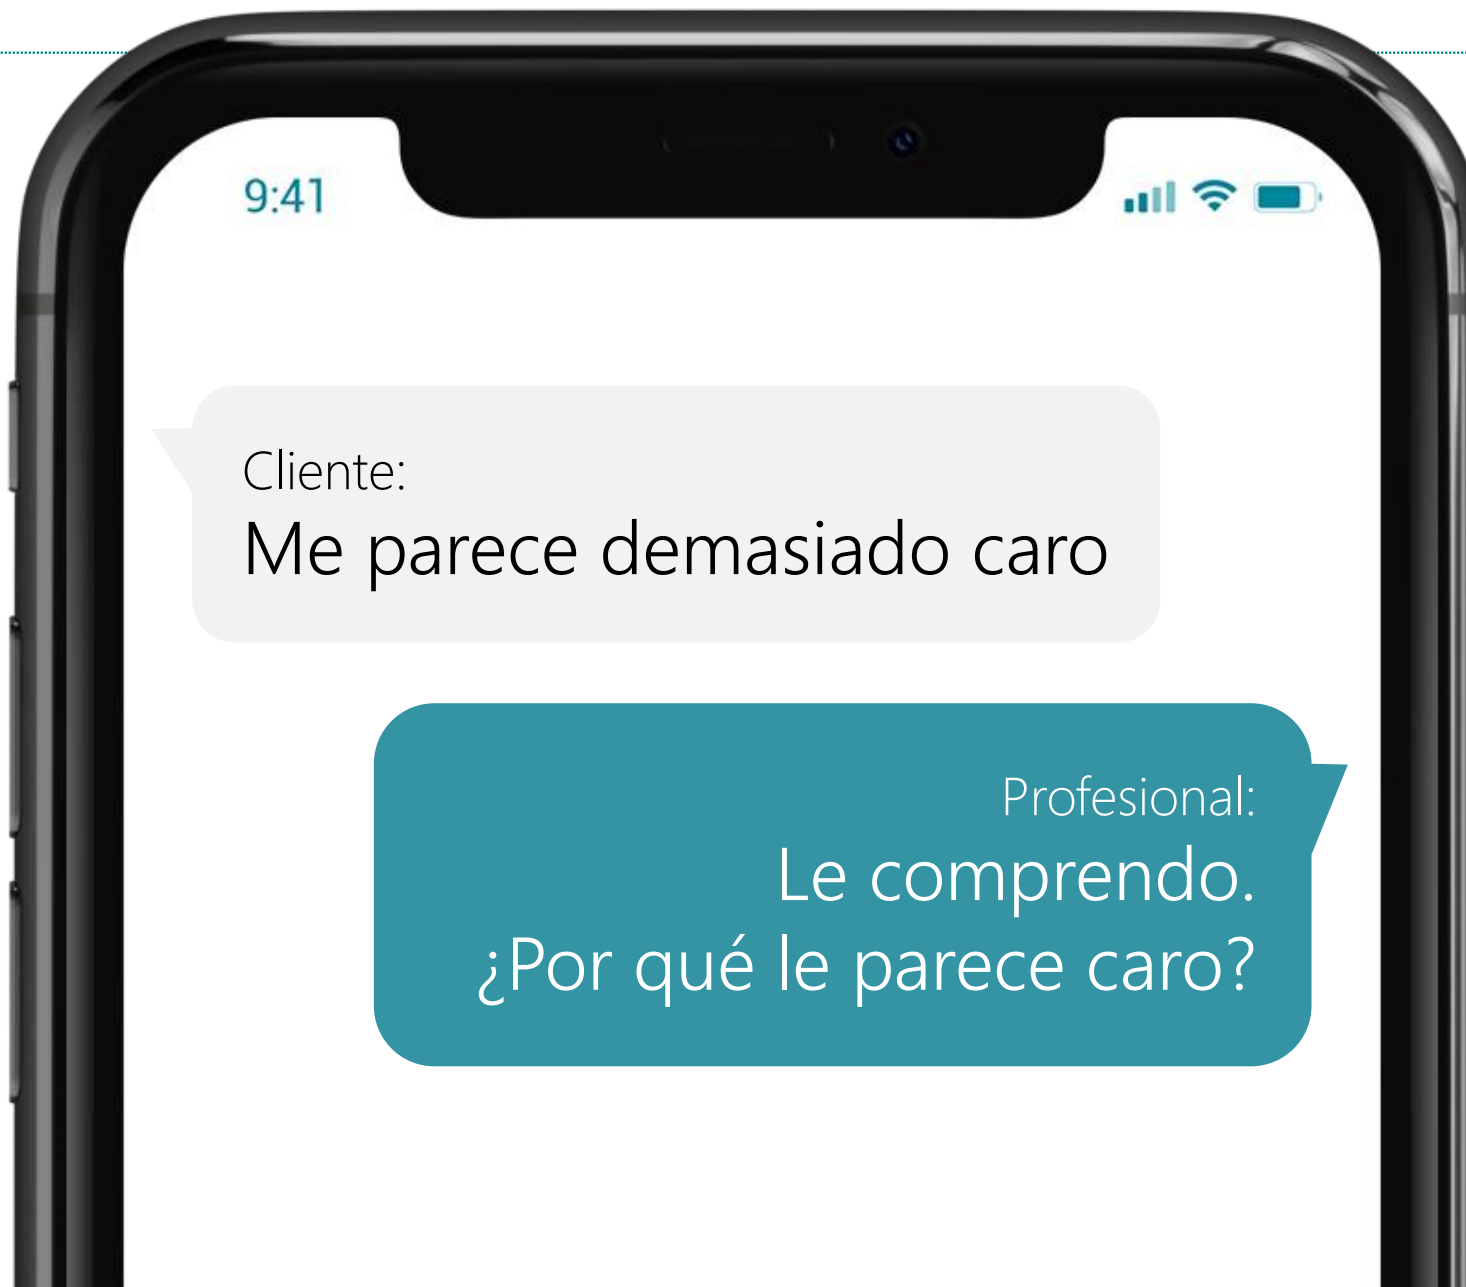 9:41
Cliente:
Me parece demasiado caro
Profesional:
Le comprendo.
¿Por qué le parece caro?